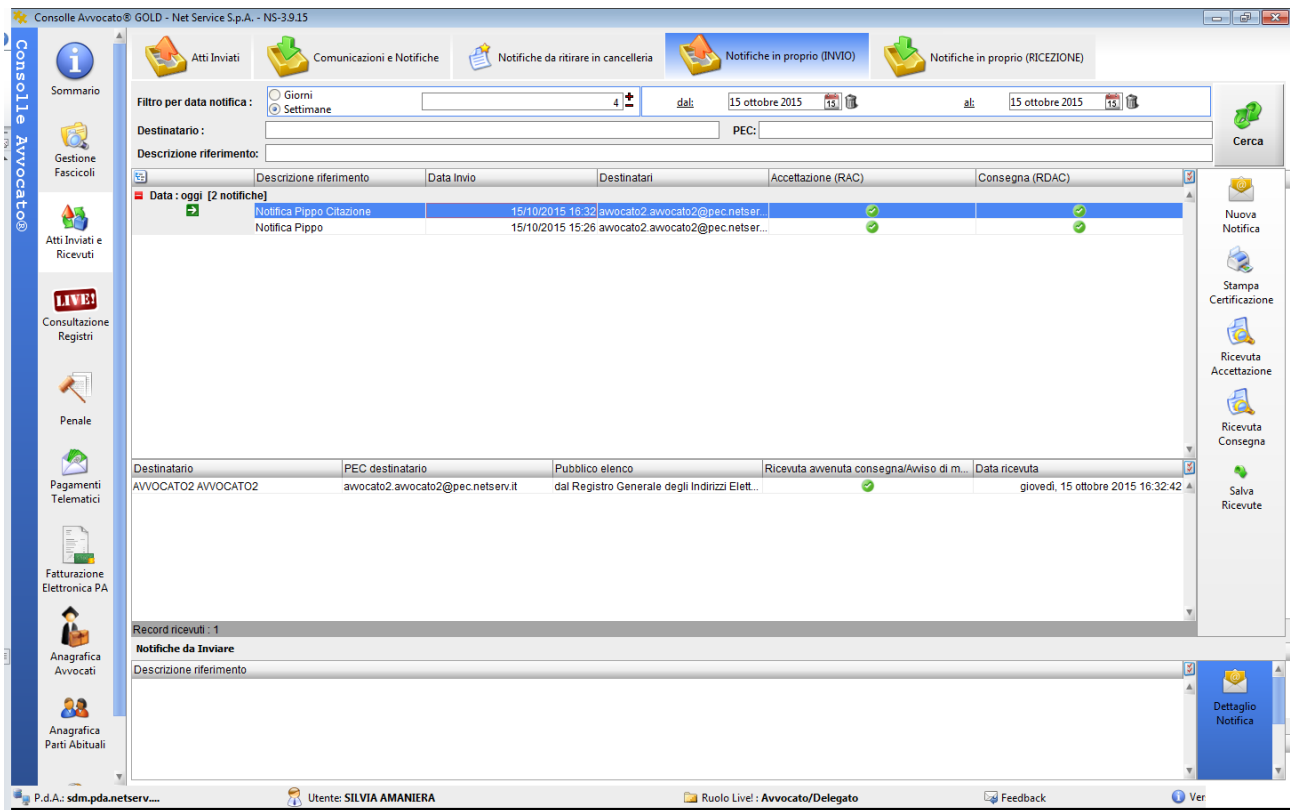 Consolle Avvocato® GOLD - Net Service S.p.A. - NS-3.9.15
Consolle Avvocato®
Sommario
Gestione
Fascicoli
Atti Inviati e
Ricevuti
LIVE!
Consultazione
Registri
Penale
Pagamenti
Telematici
Fatturazione
Elettronica PA
Anagrafica
Avvocati
Anagrafica
Parti Abituali
Atti Inviati
Comunicazioni e Notifiche
Notifiche da ritirare in cancelleria
Notifiche in proprio (INVIO)
Notifiche in proprio (RICEZIONE)
Filtro per data notifica :
Giorni
Settimane
4
dal:
15 ottobre 2015
15
al:
15 ottobre 2015
15
Destinatario :
PEC:
Descrizione riferimento:
Cerca
Descrizione riferimento Data Invio Destinatari Accettazione (RAC) Consegna (RDAC)
Data : oggi [2 notifiche]
Notifica Pippo Citazione 15/10/2015 16:32 avvocato2.avvocato2@pec.netser...
Notifica Pippo 15/10/2015 15:26 avvocato2.avvocato2@pec.netser...
Destinatario PEC destinatario Pubblico elenco Ricevuta avvenuta consegna/Avviso di m... Data ricevuta
AVVOCATO2 AVVOCATO2 avvocato2.avvocato2@pec.netserv.it dal Registro Generale degli Indirizzi Elett... giovedì, 15 ottobre 2015 16:32:42
Record ricevuti : 1
Notifiche da Inviare
Descrizione riferimento
Nuova
Notifica
Stampa
Certificazione
Ricevuta
Accettazione
Ricevuta
Consegna
Salva
Ricevute
Dettaglio
Notifica
P.d.A.: sdm.pda.netserv.... Utente: SILVIA AMANIERA Ruolo Live! : Avvocato/Delegato Feedback Ver